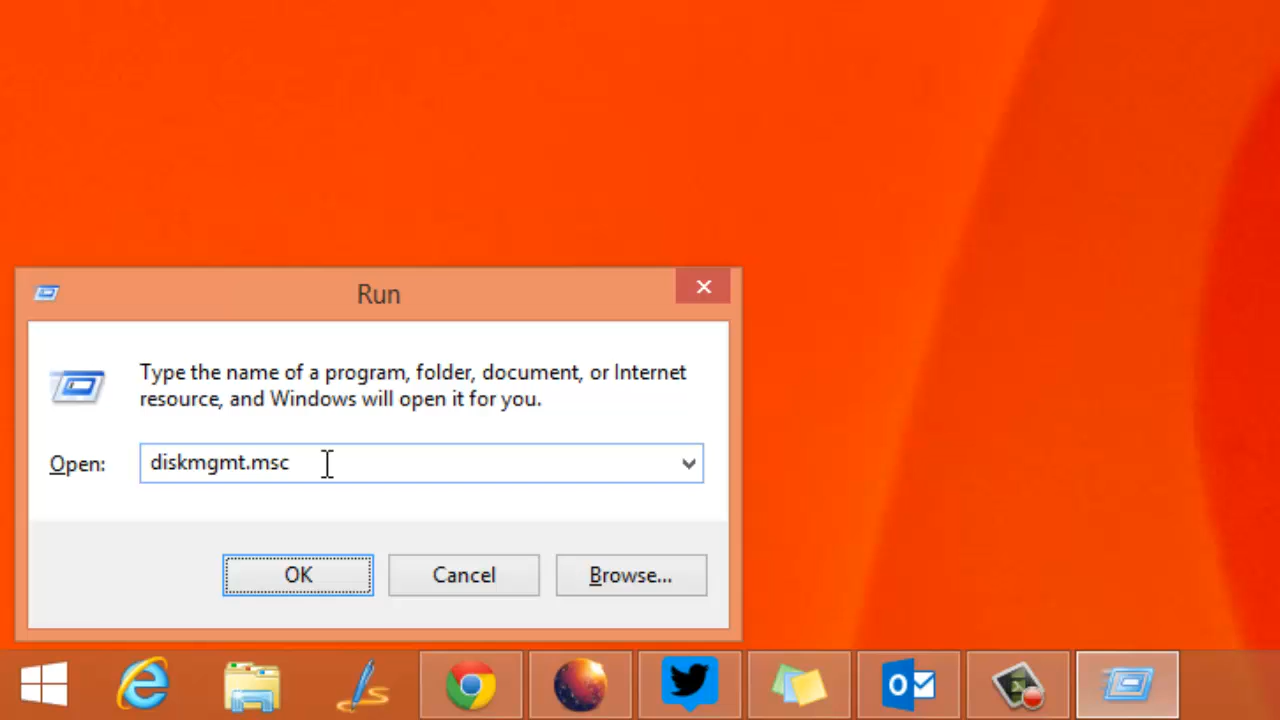 Run
Type the name of a program, folder, document, or Internet
resource, and Windows will open it for you.
Open: diskmgmt.msc
OK Cancel Browse...